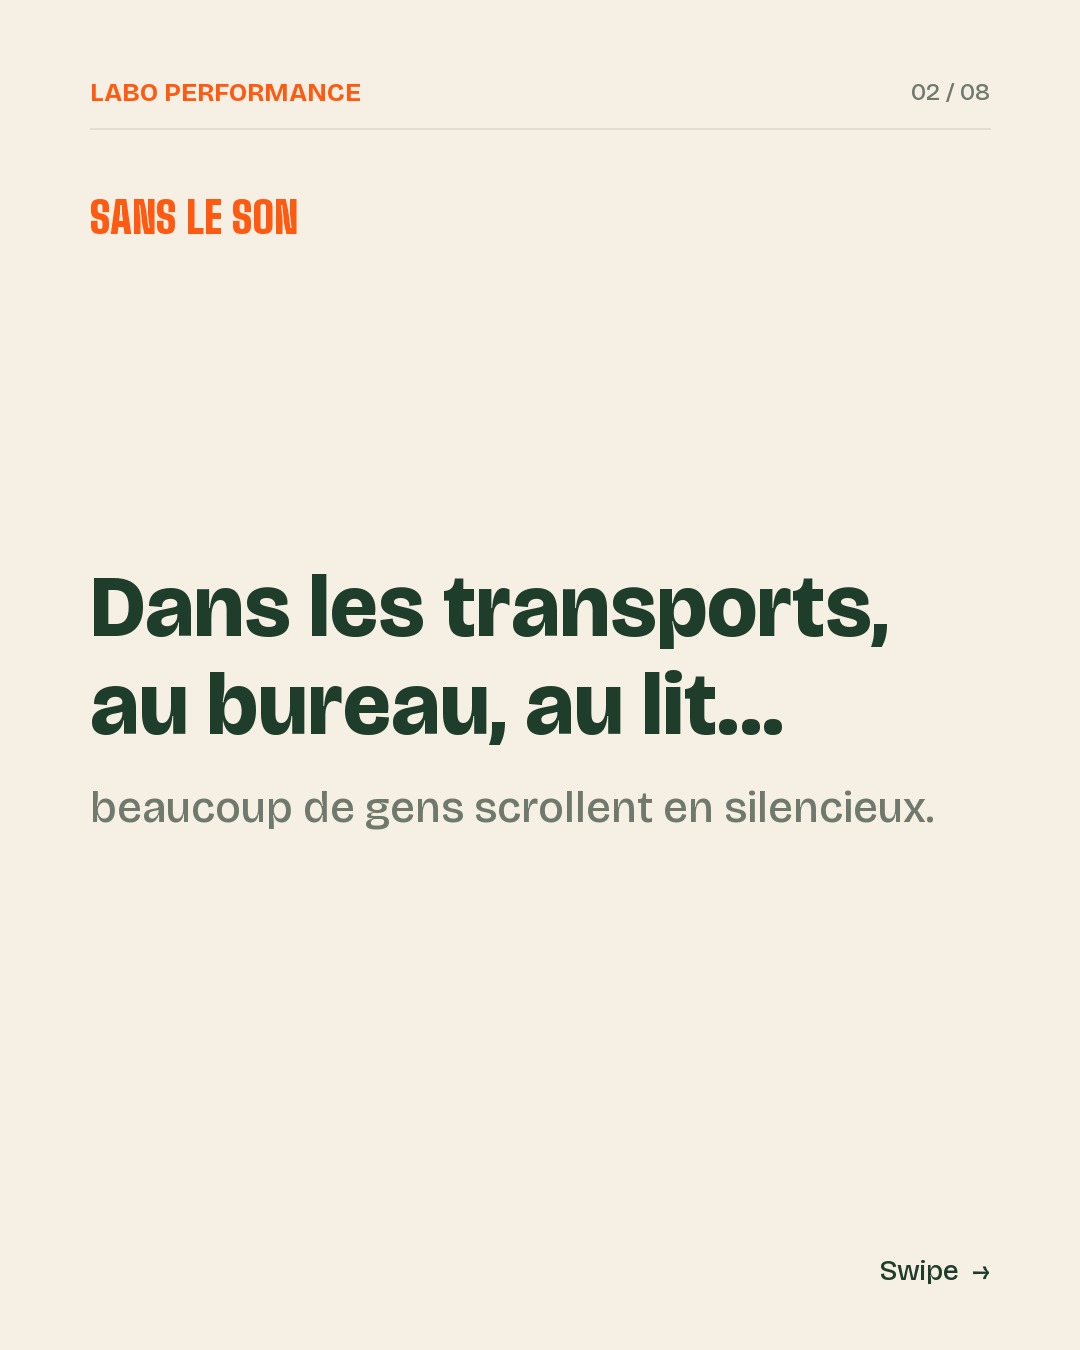 LABO PERFORMANCE
02 / 08
SANS LE SON
Dans les transports,
au bureau, au lit...
beaucoup de gens scrollent en silencieux.
Swipe →